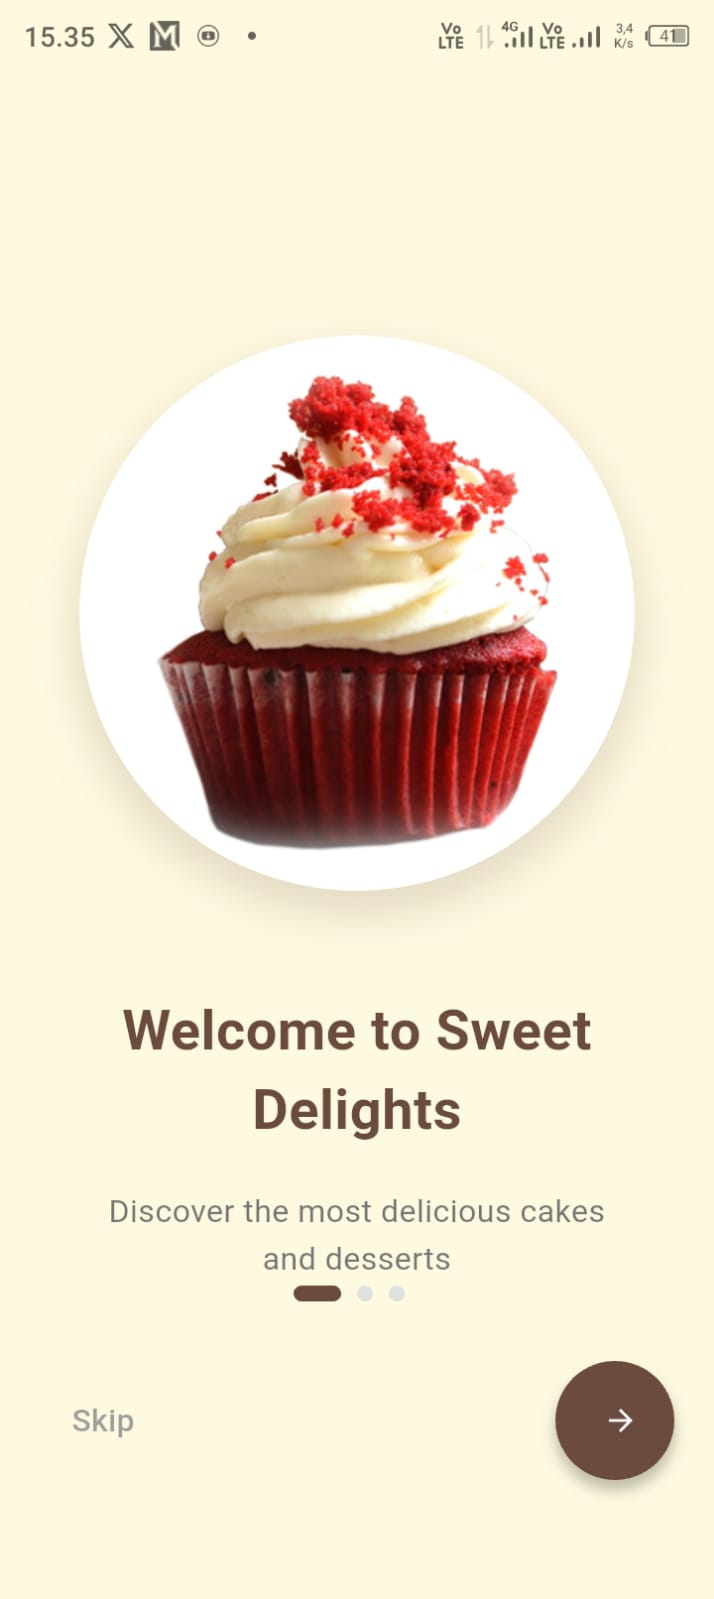 15.35
Vo LTE 4G Vo LTE 3,4 K/s 41
Welcome to Sweet
Delights
Discover the most delicious cakes
and desserts
Skip